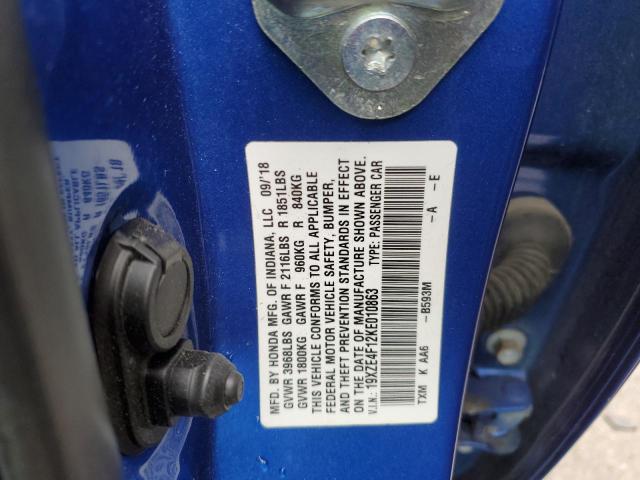 MFD. BY HONDA MFG. OF INDIANA, LLC 09/'18
GVWR 3968LBS GAWR F 2116LBS R 1851LBS
GVWR 1800KG GAWR F 960KG R 840KG
THIS VEHICLE CONFORMS TO ALL APPLICABLE
FEDERAL MOTOR VEHICLE SAFETY, BUMPER,
AND THEFT PREVENTION STANDARDS IN EFFECT
ON THE DATE OF MANUFACTURE SHOWN ABOVE.
V.I.N.: 19XZE4F12KE010863 TYPE: PASSENGER CAR
TXM K AA6 -B593M -A -E